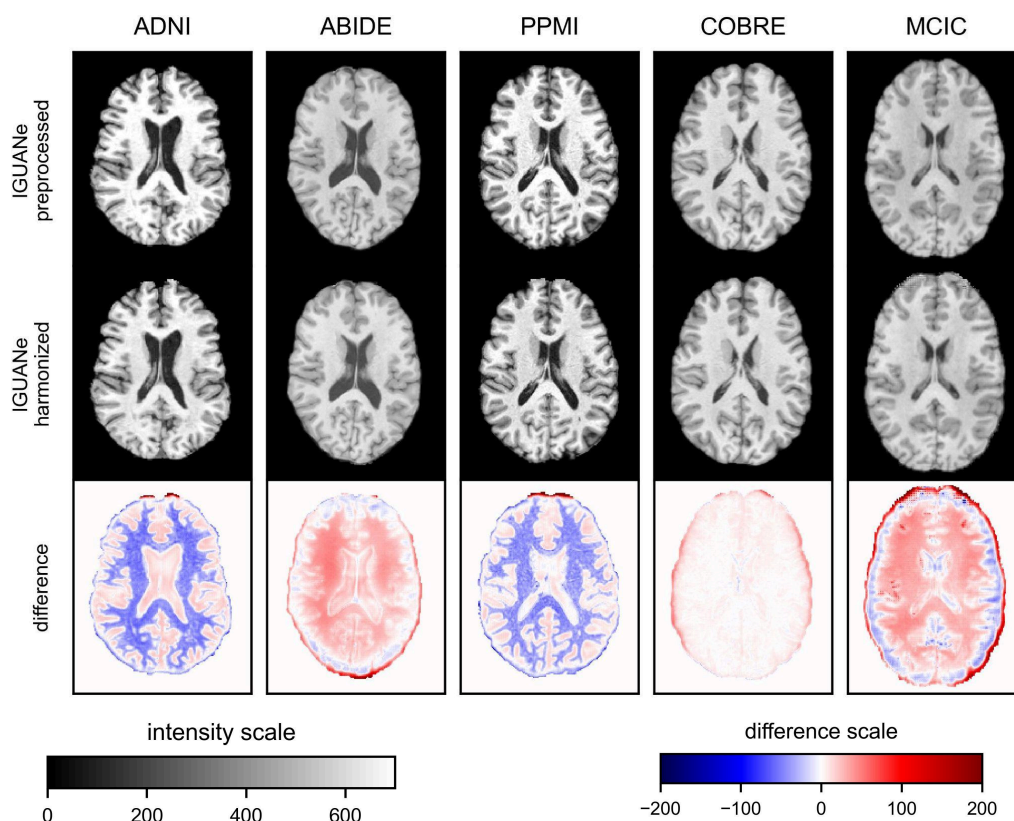 ADNI ABIDE PPMI COBRE MCIC
IGUANe
preprocessed
IGUANe
harmonized
difference
intensity scale
0 200 400 600
difference scale
−200 −100 0 100 200